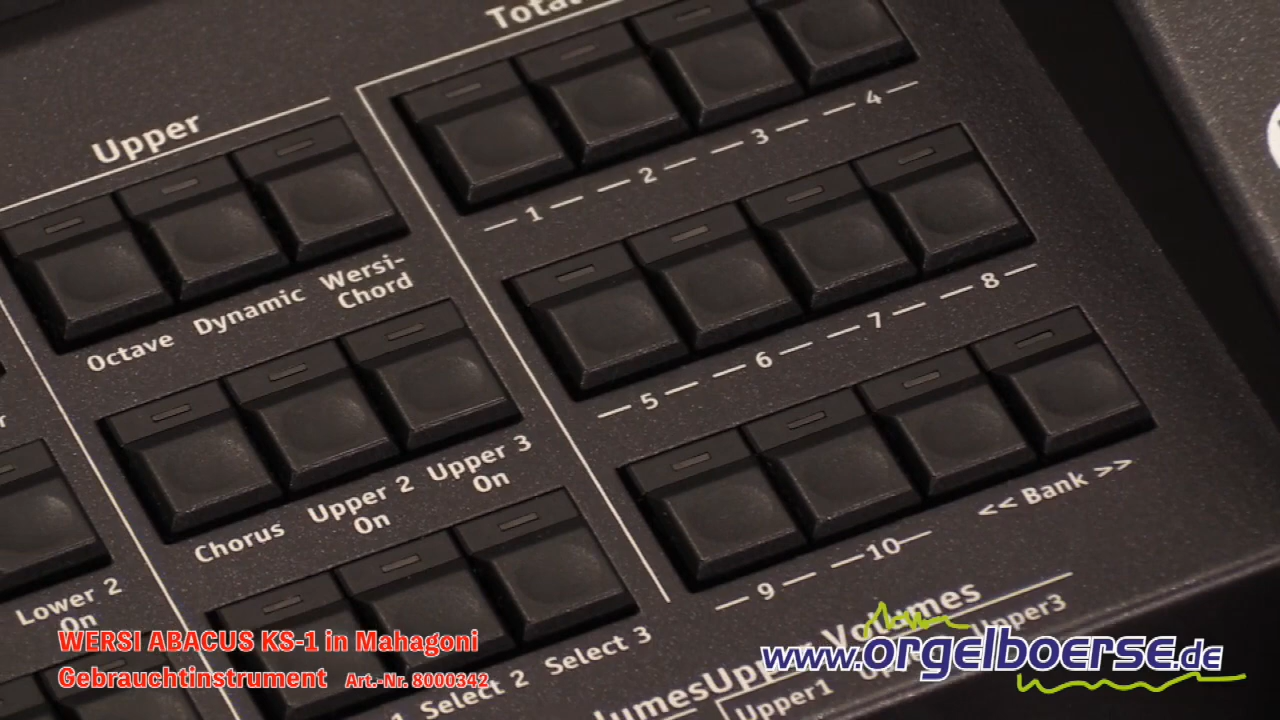 Total
Upper
1 2 3 4
Octave Dynamic Wersi-
Chord
5 6 7 8
Chorus Upper 2 Upper 3
On On
<< Bank >>
9 10
Lower 2
On
Select 2 Select 3
Upper Volumes
Upper1 Upper3
WERSI ABACUS KS-1 in Mahagoni
Gebrauchtinstrument Art.-Nr. 8000342
www.orgelboerse.de